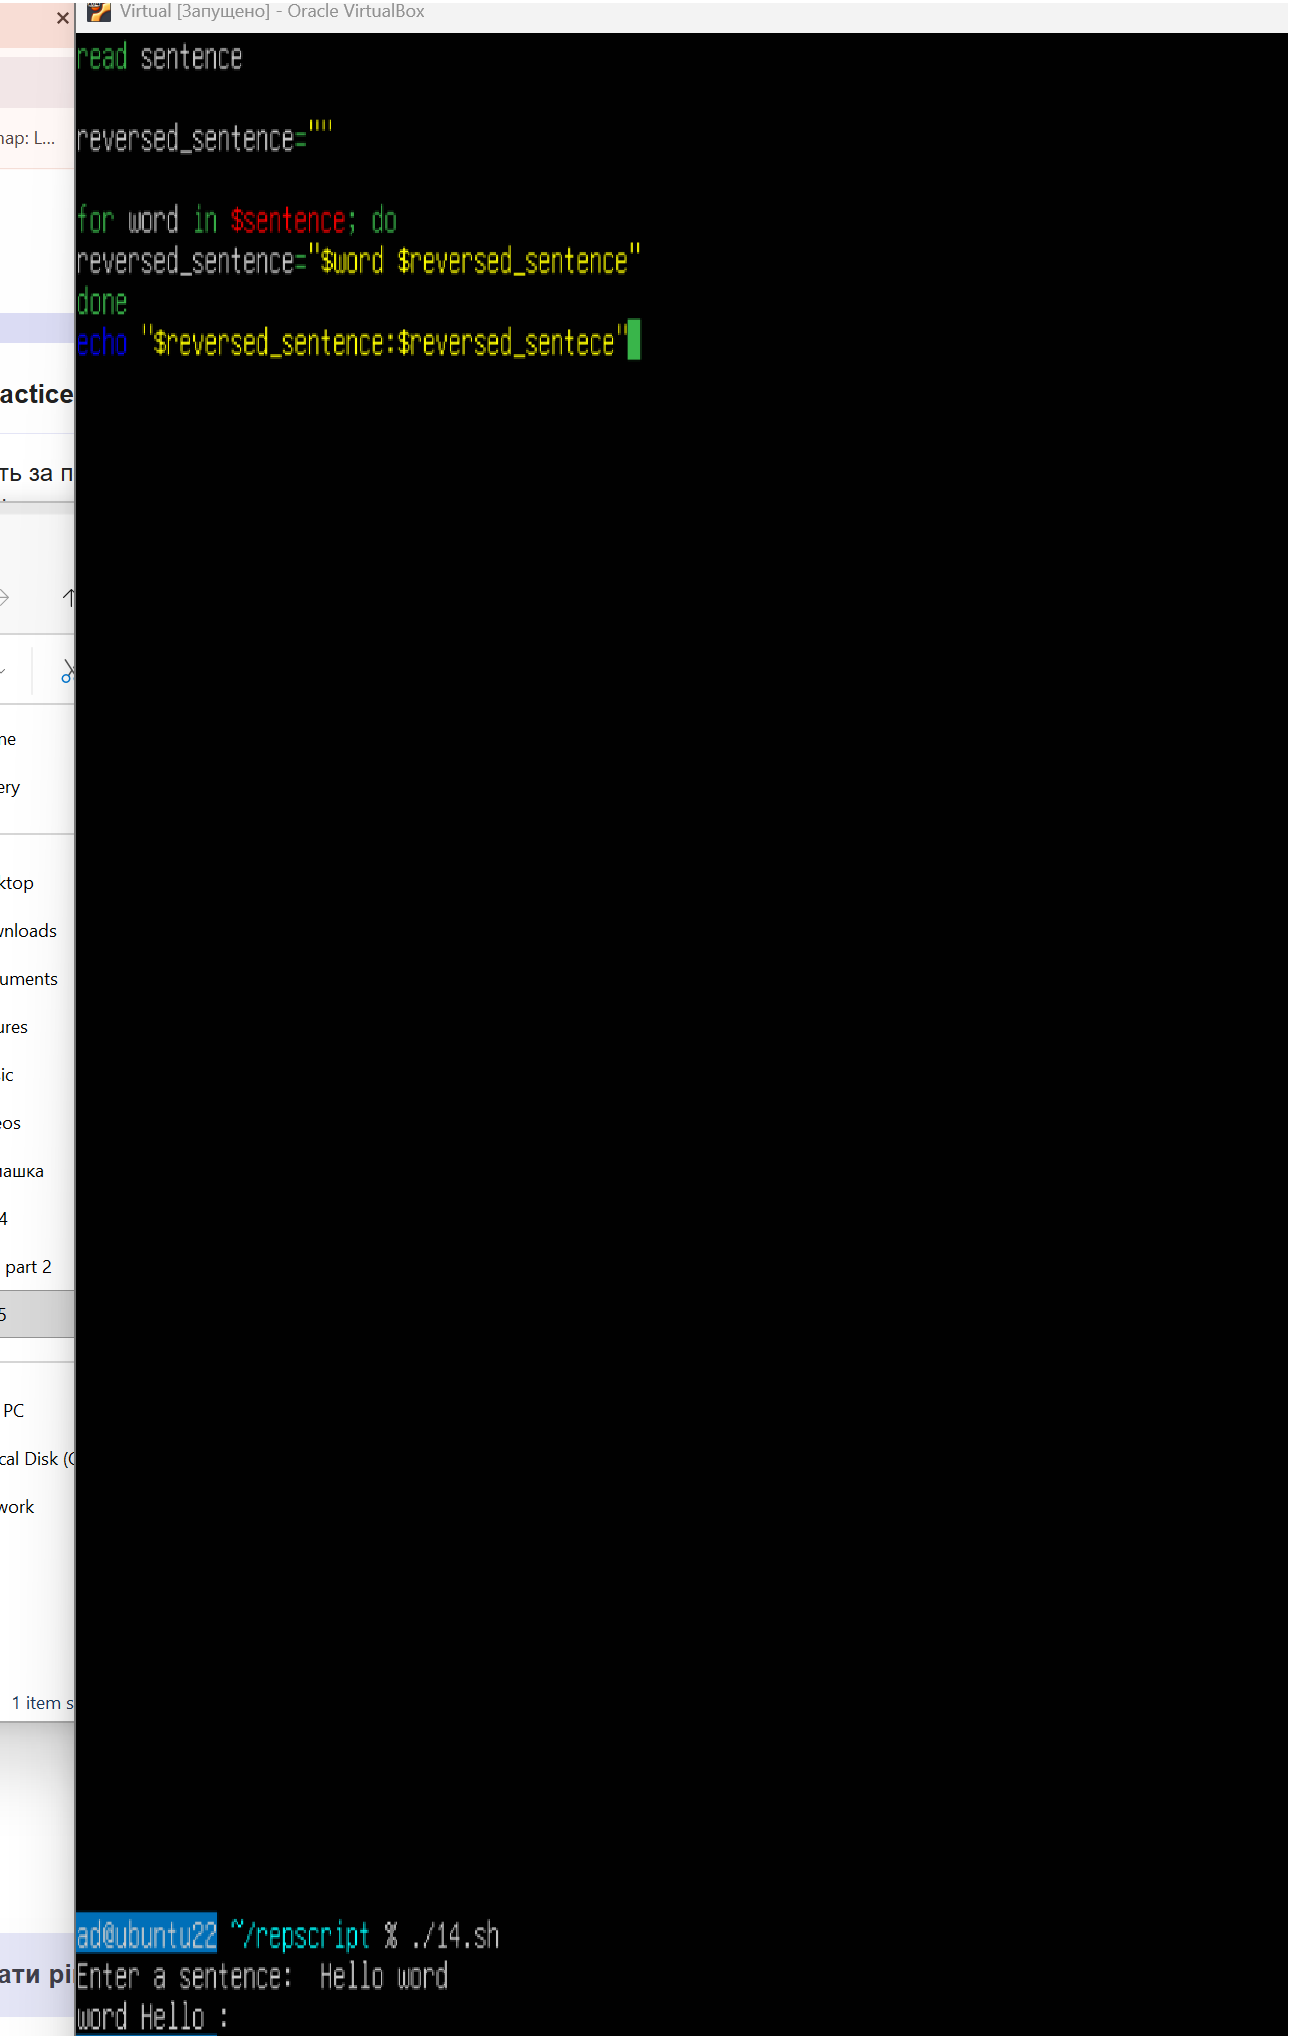 Virtual [Запущено] - Oracle VirtualBox
read sentence
reversed_sentence=""
for word in $sentence; do
reversed_sentence="$word $reversed_sentence"
done
echo "$reversed_sentence:$reversed_sentece"
ad@ubuntu22 ~/repscript % ./14.sh
Enter a sentence:  Hello word
word Hello :
nap: L...
actice
ть за п
ne
ery
ktop
wnloads
uments
ures
ic
eos
лашка
4
part 2
5
PC
cal Disk (C
work
1 item s
ати рі